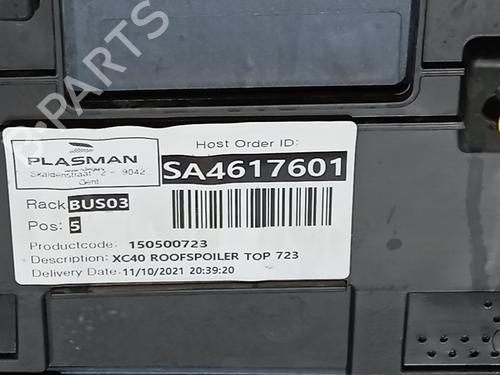 B-PARTS
PLASMAN
Skaldenstraat 2 - 9042
Gent
Host Order ID:
SA4617601
Rack BUS03
Pos: 5
Productcode: 150500723
Description: XC40 ROOFSPOILER TOP 723
Delivery Date: 11/10/2021 20:39:20